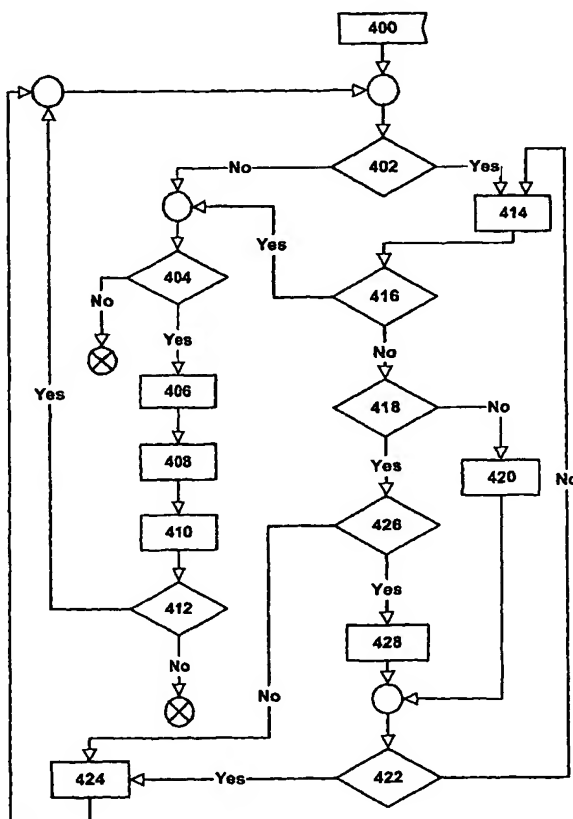 400
402
No
Yes
414
Yes
404
416
No
Yes
No
406
418
No
Yes
Yes
408
420
No
410
426
Yes
412
428
No
No
424
Yes
422